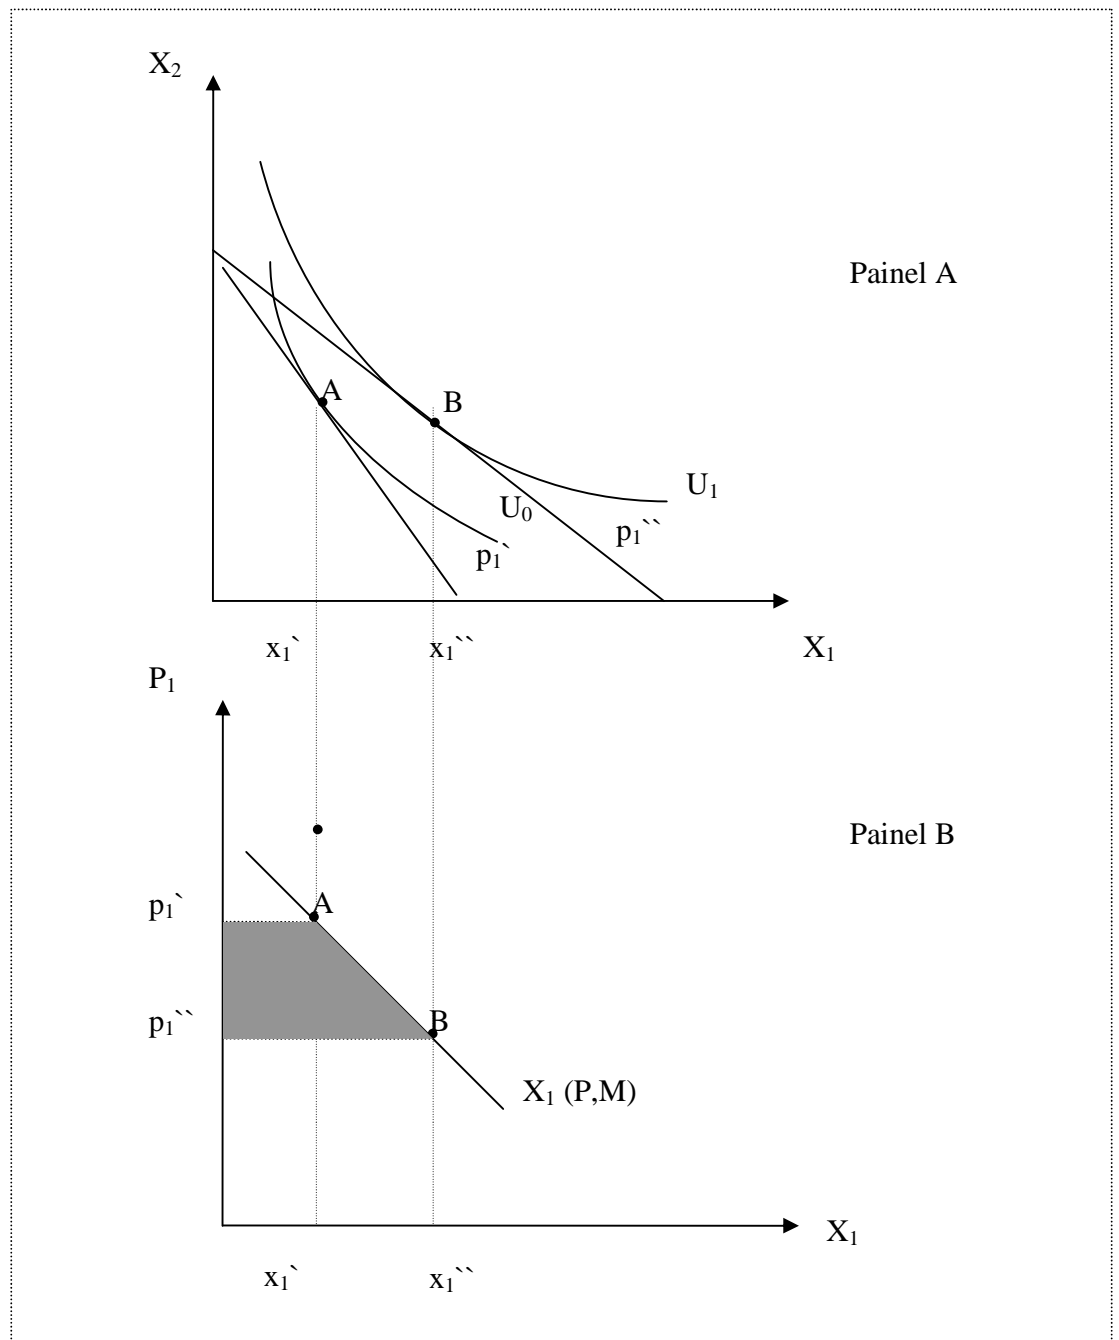 X₂
Painel A
A
B
U₁
U₀
p₁``
p₁`
x₁`
x₁``
X₁
P₁
Painel B
p₁`
A
p₁``
B
X₁ (P,M)
X₁
x₁`
x₁``